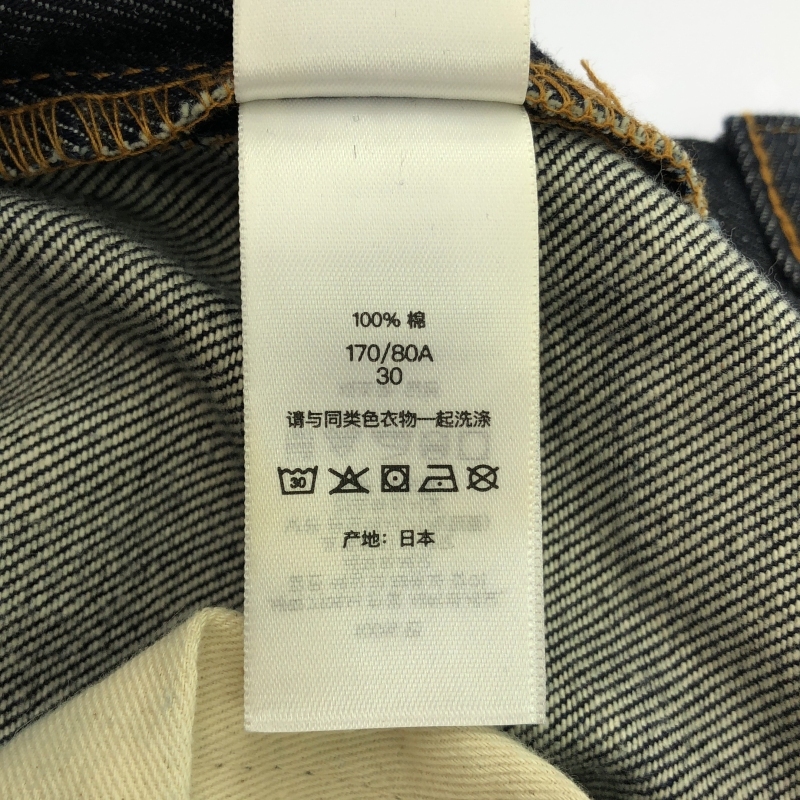 100% 棉
170/80A
30
请与同类色衣物一起洗涤
30
产地：日本